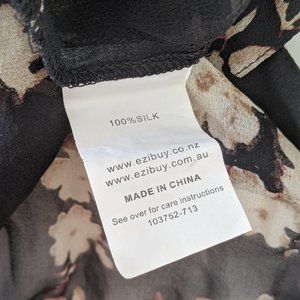 100%SILK
www.ezibuy.co.nz
www.ezibuy.com.au
MADE IN CHINA
See over for care instructions
103752-713